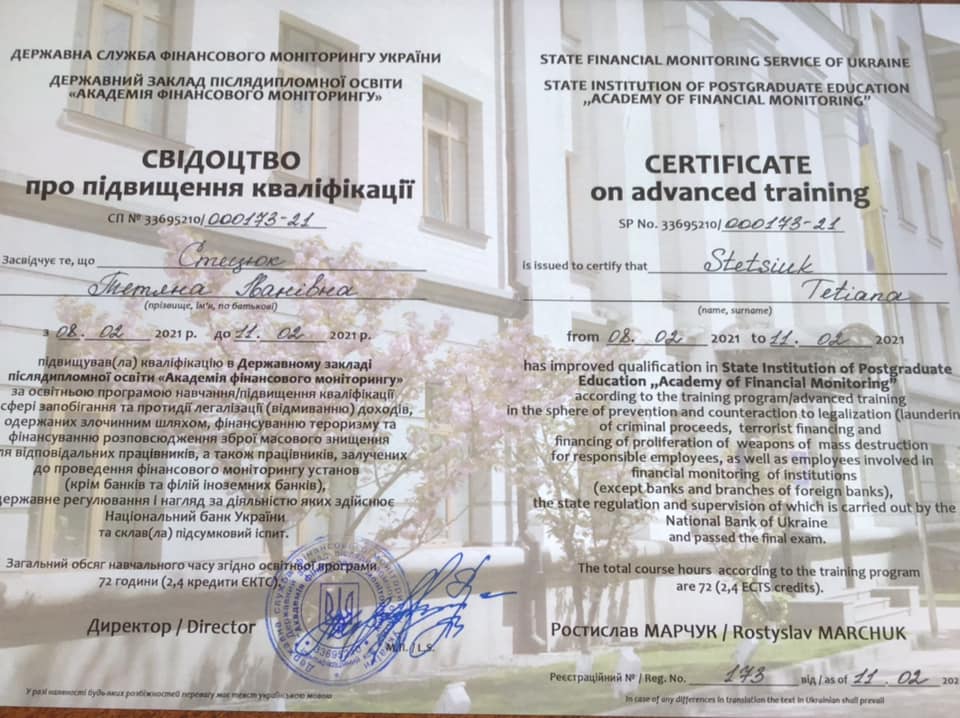 ДЕРЖАВНА СЛУЖБА ФІНАНСОВОГО МОНІТОРИНГУ УКРАЇНИ
ДЕРЖАВНИЙ ЗАКЛАД ПІСЛЯДИПЛОМНОЇ ОСВІТИ
«АКАДЕМІЯ ФІНАНСОВОГО МОНІТОРИНГУ»
СВІДОЦТВО
про підвищення кваліфікації
СП № 33695210/000173-21
Засвідчує те, що Стецюк
Тетяна Іванівна
(прізвище, ім'я, по батькові)
з 08. 02 2021 р. до 11. 02 2021 р.
підвищував(ла) кваліфікацію в Державному закладі
післядипломної освіти «Академія фінансового моніторингу»
за освітньою програмою навчання/підвищення кваліфікації
сфері запобігання та протидії легалізації (відмиванню) доходів,
одержаних злочинним шляхом, фінансуванню тероризму та
фінансуванню розповсюдження зброї масового знищення
ля відповідальних працівників, а також працівників, залучених
до проведення фінансового моніторингу установ
(крім банків та філій іноземних банків),
державне регулювання і нагляд за діяльністю яких здійснює
Національний банк України
та склав(ла) підсумковий іспит.
Загальний обсяг навчального часу згідно освітньої програми
72 години (2,4 кредити ЄКТС).
Директор / Director
М.П. / L.S.
У разі наявності будь-яких розбіжностей перевагу має текст українською мовою
STATE FINANCIAL MONITORING SERVICE OF UKRAINE
STATE INSTITUTION OF POSTGRADUATE EDUCATION
„ACADEMY OF FINANCIAL MONITORING”
CERTIFICATE
on advanced training
SP No. 33695210/000173-21
is issued to certify that Stetsiuk
Tetiana
(name, surname)
from 08. 02 2021 to 11. 02 2021
has improved qualification in State Institution of Postgraduate
Education „Academy of Financial Monitoring”
according to the training program/advanced training
in the sphere of prevention and counteraction to legalization (laundering
of criminal proceeds, terrorist financing and
financing of proliferation of weapons of mass destruction
for responsible employees, as well as employees involved in
financial monitoring of institutions
(except banks and branches of foreign banks),
the state regulation and supervision of which is carried out by the
National Bank of Ukraine
and passed the final exam.
The total course hours according to the training program
are 72 (2,4 ECTS credits).
Ростислав МАРЧУК / Rostyslav MARCHUK
Реєстраційний № / Reg. No. 173 від / as of 11. 02 202
In case of any differences in translation the text in Ukrainian shall prevail